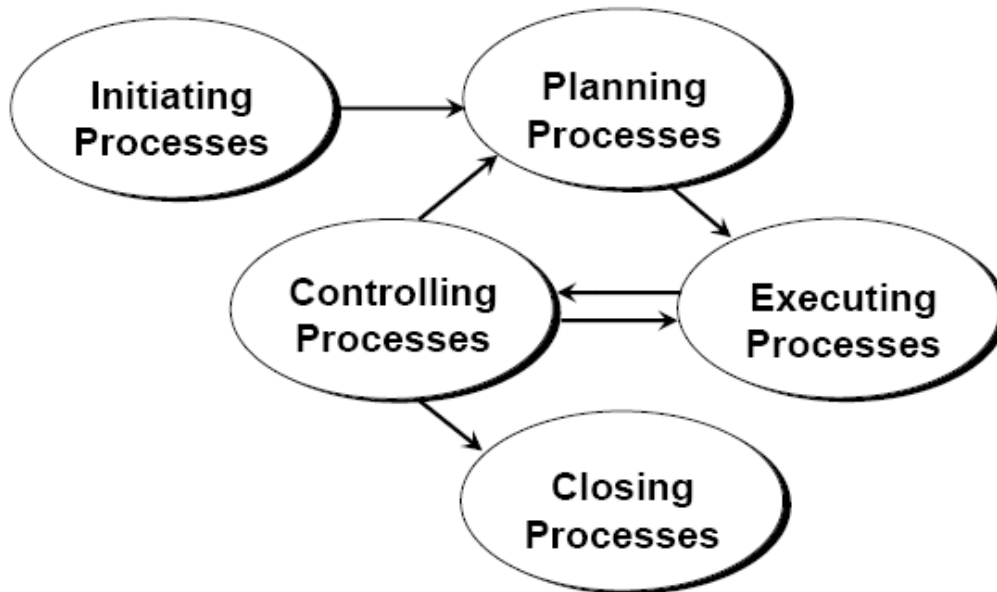 Initiating
Processes
Planning
Processes
Controlling
Processes
Executing
Processes
Closing
Processes